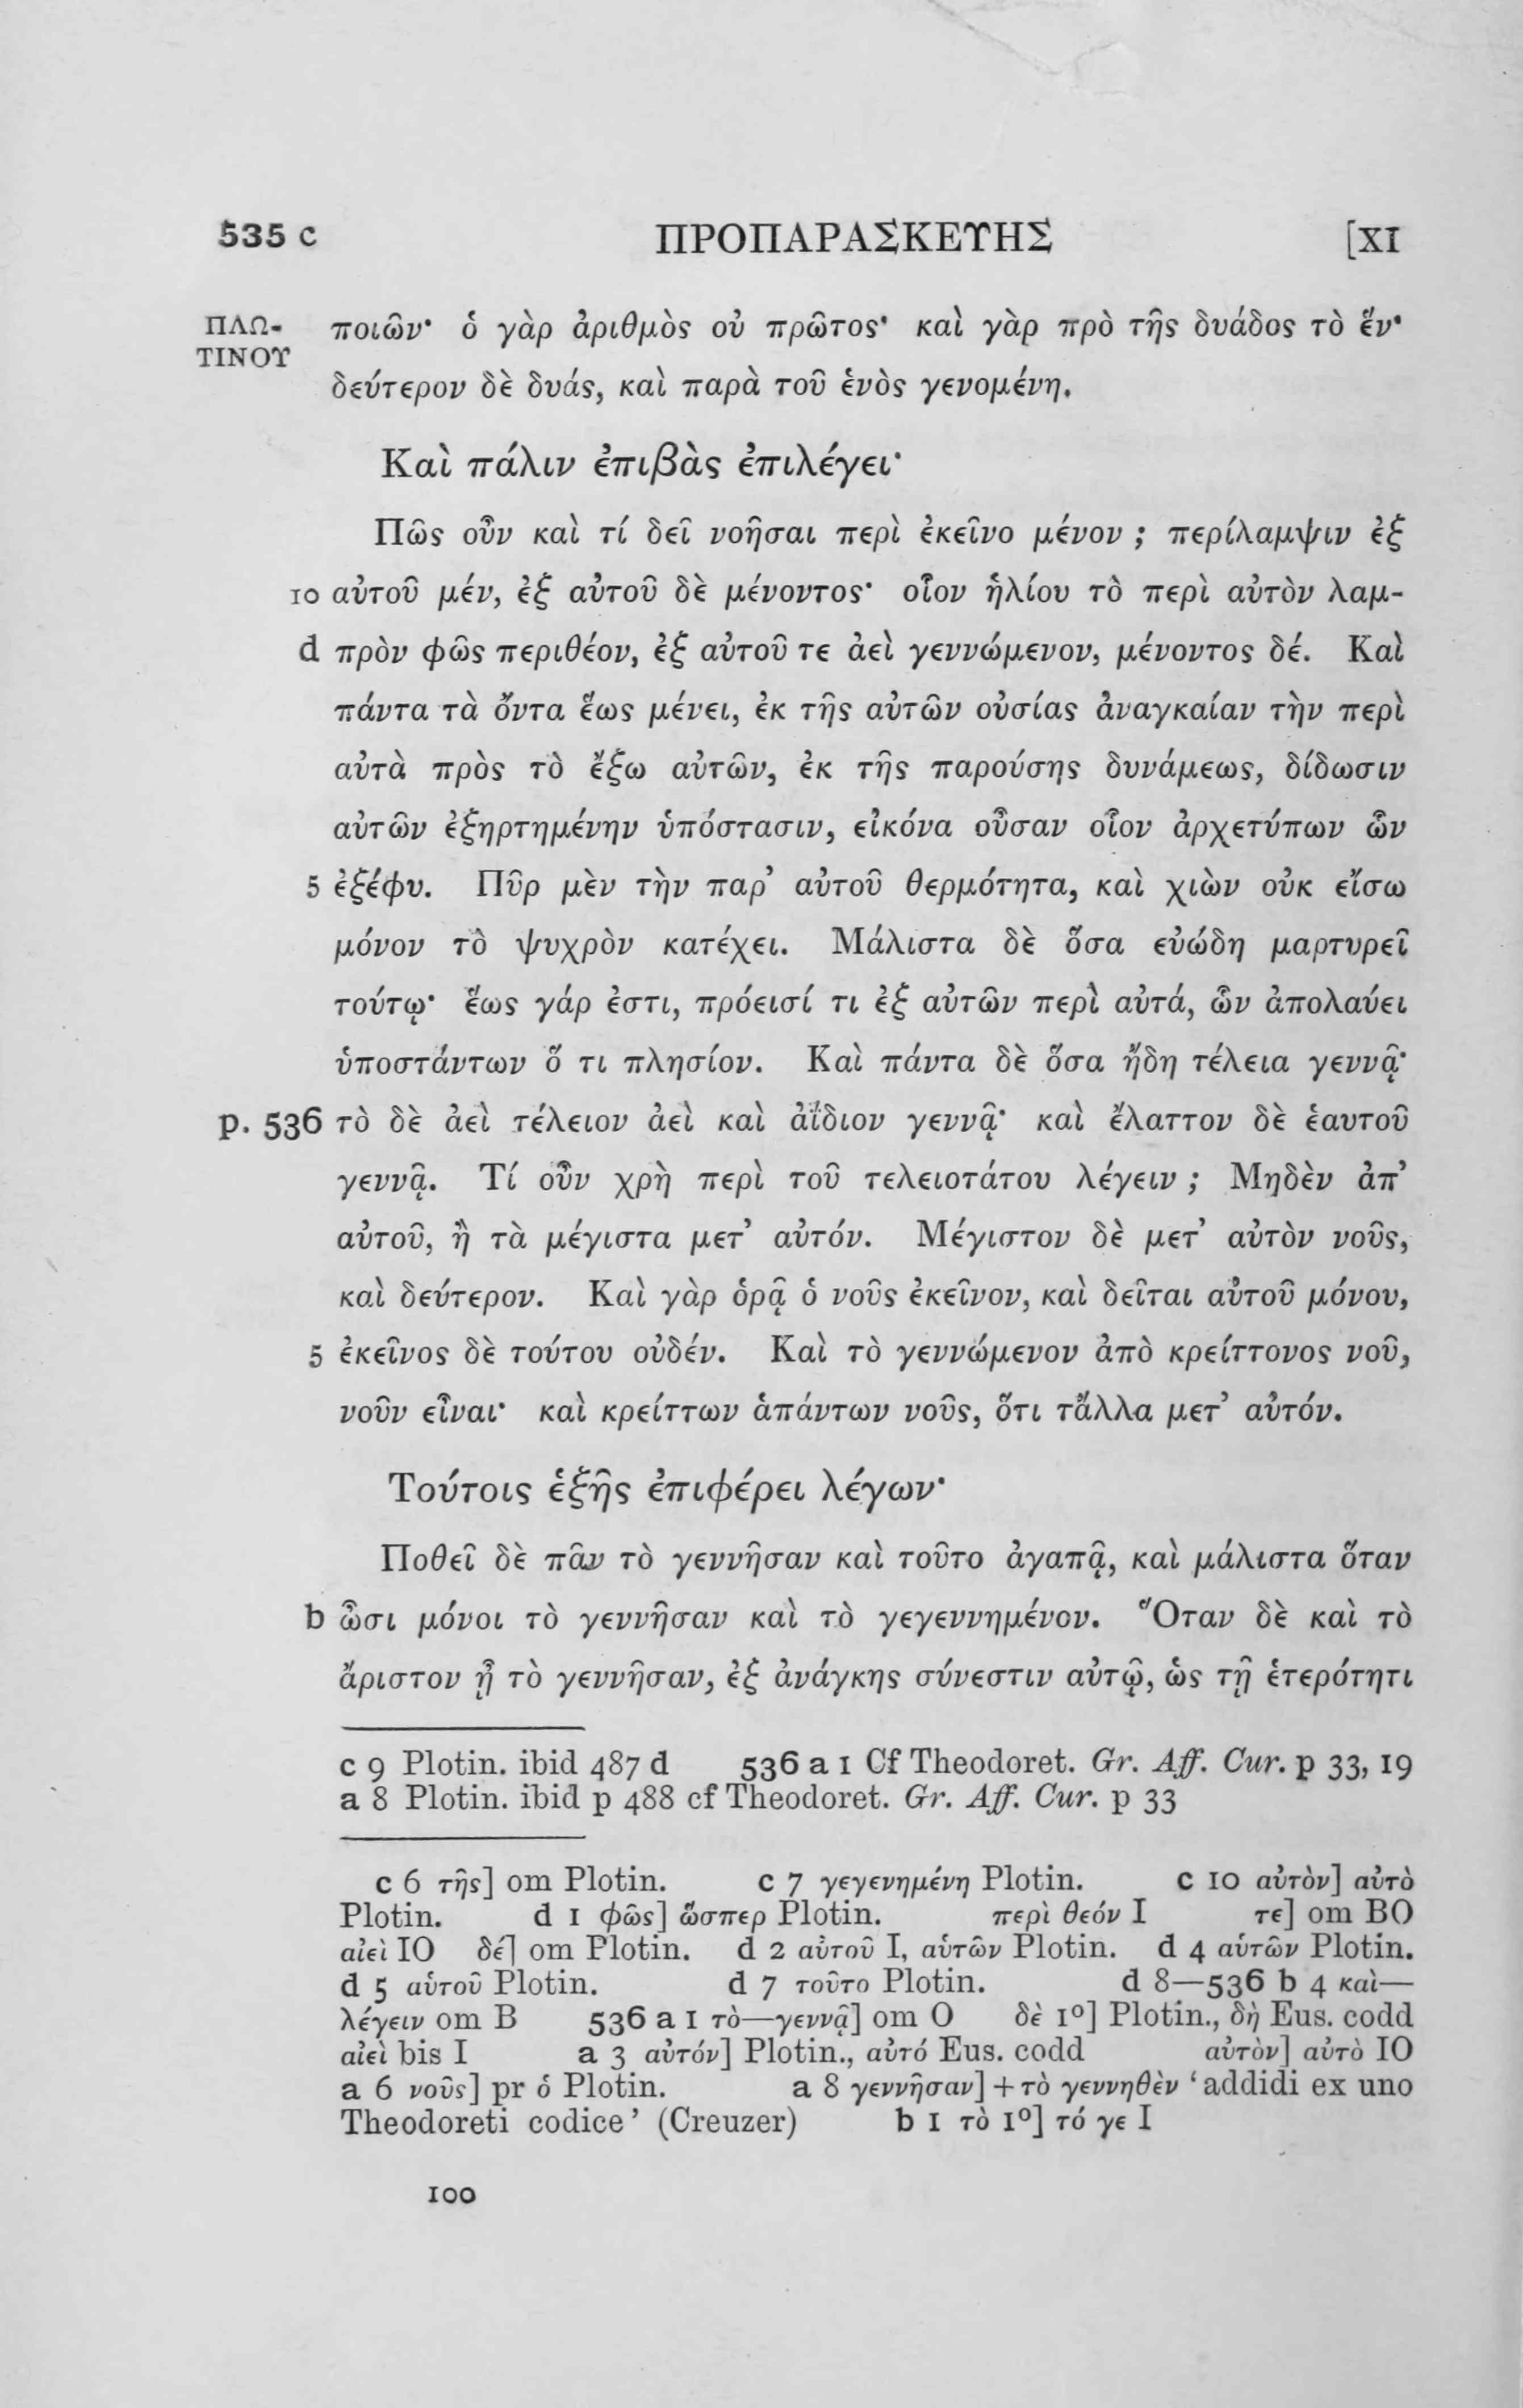 535 c ΠΡΟΠΑΡΑΣΚΕΥΗΣ [XI
ΠΛΩ- ποιῶν· ὁ γὰρ ἀριθμὸς οὐ πρῶτος· καὶ γὰρ πρὸ τῆς δυάδος τὸ ἕν·
ΤΙΝΟΥ
δεύτερον δὲ δυάς, καὶ παρὰ τοῦ ἑνὸς γενομένη.
Καὶ πάλιν ἐπιβὰς ἐπιλέγει·
Πῶς οὖν καὶ τί δεῖ νοῆσαι περὶ ἐκεῖνο μένον ; περίλαμψιν ἐξ
10 αὐτοῦ μέν, ἐξ αὐτοῦ δὲ μένοντος· οἷον ἡλίου τὸ περὶ αὐτὸν λαμ-
d πρὸν φῶς περιθέον, ἐξ αὐτοῦ τε ἀεὶ γεννώμενον, μένοντος δέ. Καὶ
πάντα τὰ ὄντα ἕως μένει, ἐκ τῆς αὐτῶν οὐσίας ἀναγκαίαν τὴν περὶ
αὐτὰ πρὸς τὸ ἔξω αὐτῶν, ἐκ τῆς παρούσης δυνάμεως, δίδωσιν
αὐτῶν ἐξηρτημένην ὑπόστασιν, εἰκόνα οὖσαν οἷον ἀρχετύπων ὧν
5 ἐξέφυ. Πῦρ μὲν τὴν παρ’ αὐτοῦ θερμότητα, καὶ χιὼν οὐκ εἴσω
μόνον τὸ ψυχρὸν κατέχει. Μάλιστα δὲ ὅσα εὐώδη μαρτυρεῖ
τούτῳ· ἕως γάρ ἐστι, πρόεισί τι ἐξ αὐτῶν περὶ αὐτά, ὧν ἀπολαύει
ὑποστάντων ὅ τι πλησίον. Καὶ πάντα δὲ ὅσα ἤδη τέλεια γεννᾷ·
p. 536 τὸ δὲ ἀεὶ τέλειον ἀεὶ καὶ ἀΐδιον γεννᾷ· καὶ ἔλαττον δὲ ἑαυτοῦ
γεννᾷ. Τί οὖν χρὴ περὶ τοῦ τελειοτάτου λέγειν ; Μηδὲν ἀπ’
αὐτοῦ, ἢ τὰ μέγιστα μετ’ αὐτόν. Μέγιστον δὲ μετ’ αὐτὸν νοῦς,
καὶ δεύτερον. Καὶ γὰρ ὁρᾷ ὁ νοῦς ἐκεῖνον, καὶ δεῖται αὐτοῦ μόνου,
5 ἐκεῖνος δὲ τούτου οὐδέν. Καὶ τὸ γεννώμενον ἀπὸ κρείττονος νοῦ,
νοῦν εἶναι· καὶ κρείττων ἁπάντων νοῦς, ὅτι τἄλλα μετ’ αὐτόν.
Τούτοις ἑξῆς ἐπιφέρει λέγων·
Ποθεῖ δὲ πᾶν τὸ γεννῆσαν καὶ τοῦτο ἀγαπᾷ, καὶ μάλιστα ὅταν
b ὦσι μόνοι τὸ γεννῆσαν καὶ τὸ γεγεννημένον. Ὅταν δὲ καὶ τὸ
ἄριστον ᾖ τὸ γεννῆσαν, ἐξ ἀνάγκης σύνεστιν αὐτῷ, ὡς τῇ ἑτερότητι
c 9 Plotin. ibid 487 d 536 a 1 Cf Theodoret. Gr. Aff. Cur. p 33, 19
a 8 Plotin. ibid p 488 cf Theodoret. Gr. Aff. Cur. p 33
c 6 τῆς] om Plotin. c 7 γεγενημένη Plotin. c 10 αὐτὸν] αὐτὸ
Plotin. d 1 φῶς] ὥσπερ Plotin. περὶ θεόν I τε] om BO
αἰεὶ IO δέ] om Plotin. d 2 αὐτοῦ I, αὑτῶν Plotin. d 4 αὑτῶν Plotin.
d 5 αὑτοῦ Plotin. d 7 τοῦτο Plotin. d 8—536 b 4 καὶ—
λέγειν om B 536 a 1 τὸ—γεννᾷ] om O δὲ 1º] Plotin., δὴ Eus. codd
αἰεὶ bis I a 3 αὐτόν] Plotin., αὐτό Eus. codd αὐτὸν] αὐτὸ IO
a 6 νοῦς] pr ὁ Plotin. a 8 γεννῆσαν] + τὸ γεννηθὲν ‘addidi ex uno
Theodoreti codice’ (Creuzer) b 1 τὸ 1º] τό γε I
100